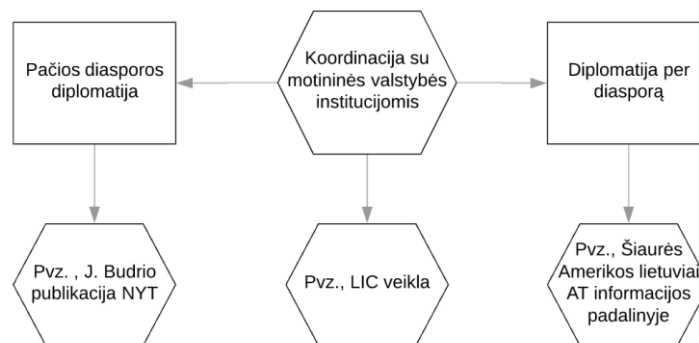 Pačios diasporos
diplomatija
Koordinacija su
motininės valstybės
institucijomis
Diplomatija per
diasporą
Pvz. , J. Budrio
publikacija NYT
Pvz., LIC veikla
Pvz., Šiaurės
Amerikos lietuviai
AT informacijos
padalinyje